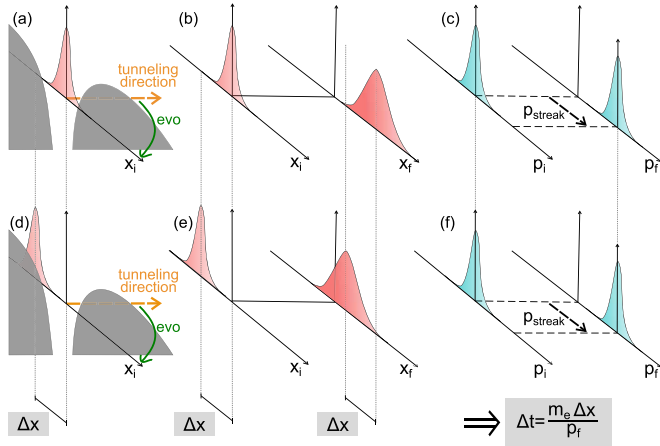 (a)
tunneling
direction
evo
x_i
(b)
x_i
x_f
(c)
p_streak
p_i
p_f
(d)
tunneling
direction
evo
x_i
(e)
x_i
x_f
(f)
p_streak
p_i
p_f
Δx
Δx
Δx
⇒ Δt = m_e Δx / p_f